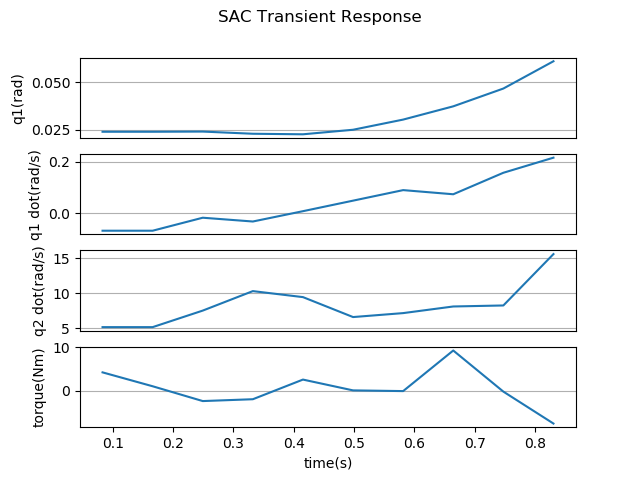 SAC Transient Response
q1(rad)
0.050
0.025
q1 dot(rad/s)
0.2
0.0
q2 dot(rad/s)
15
10
5
torque(Nm)
10
0
0.1 0.2 0.3 0.4 0.5 0.6 0.7 0.8
time(s)